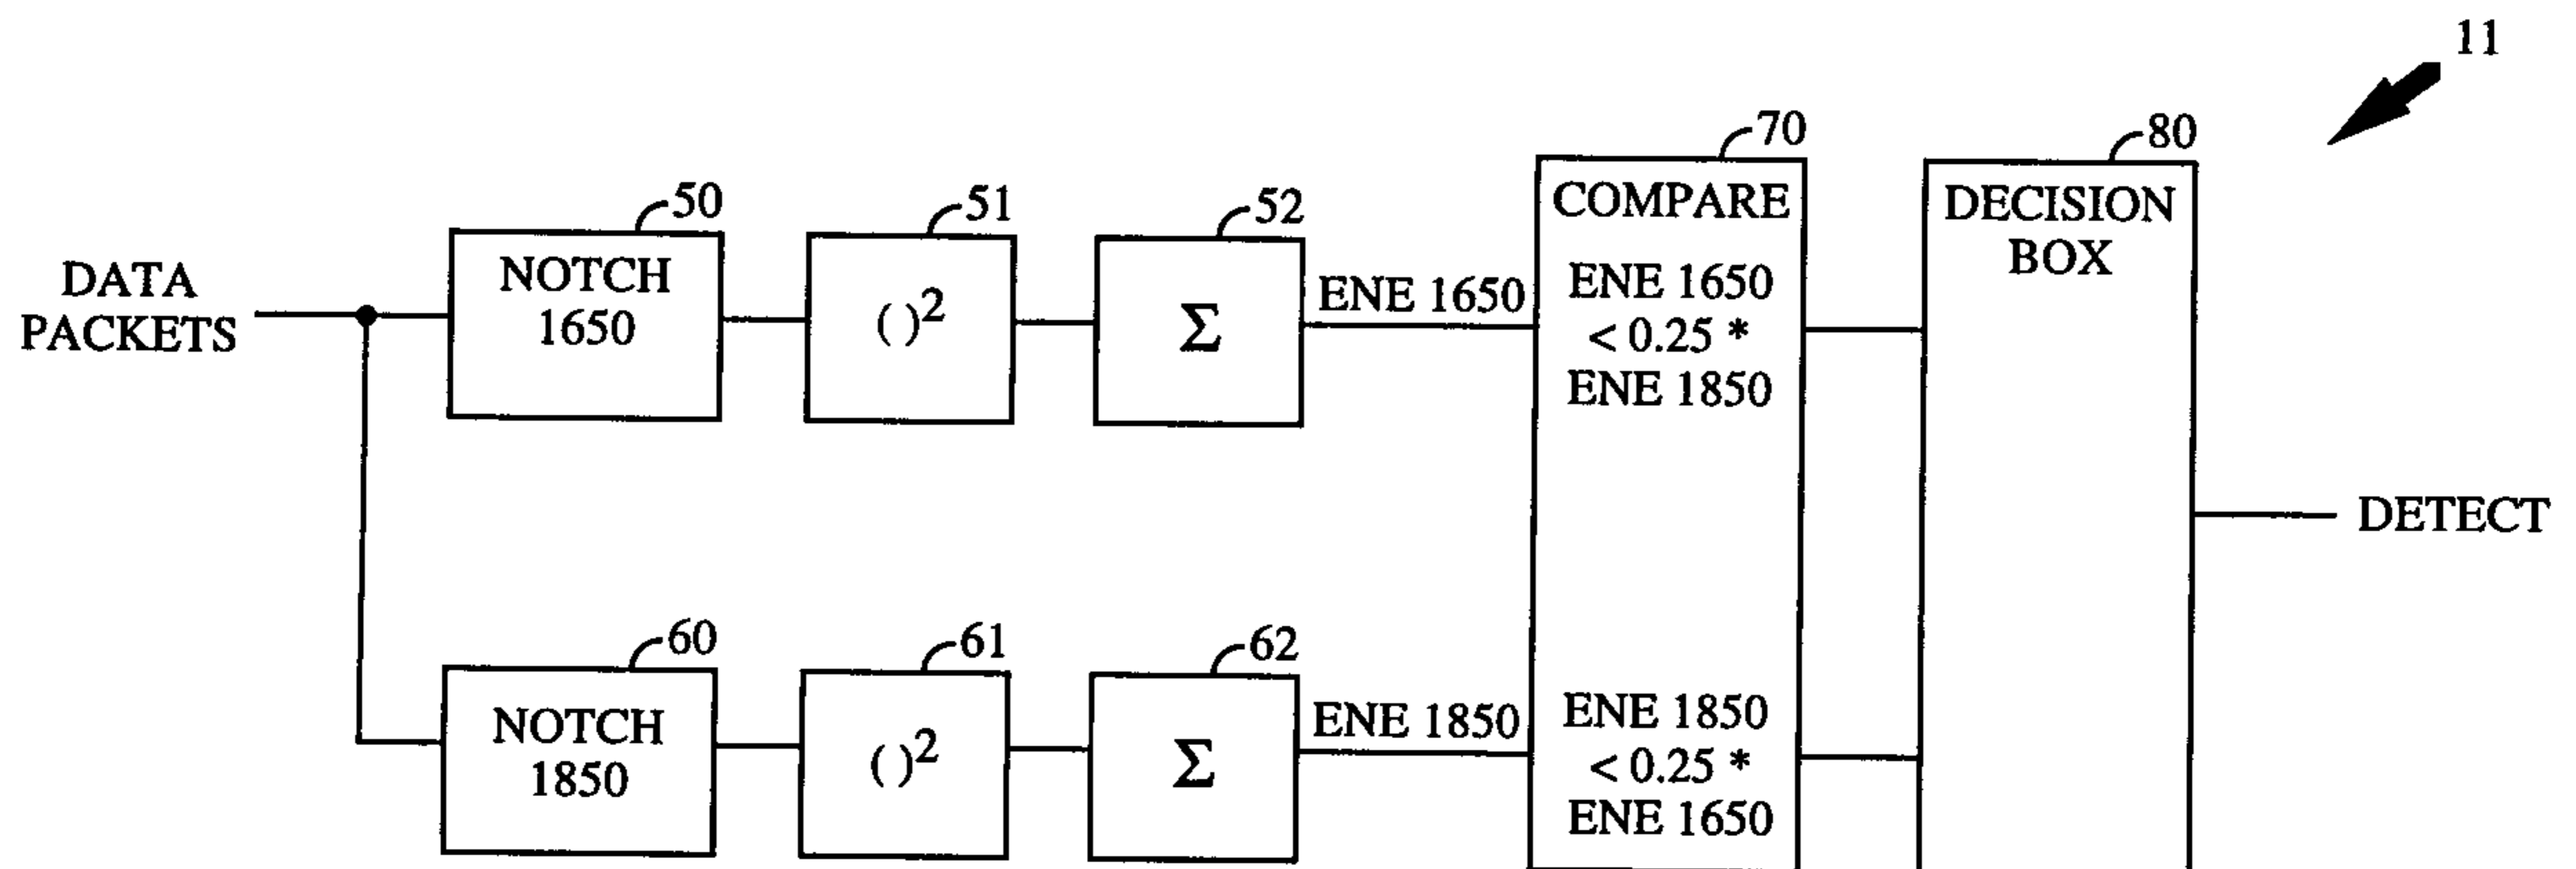 11
70
80
50
51
52
COMPARE
DECISION
BOX
DATA
PACKETS
NOTCH
1650
( )²
Σ
ENE 1650
ENE 1650
< 0.25 *
ENE 1850
DETECT
60
61
62
NOTCH
1850
( )²
Σ
ENE 1850
ENE 1850
< 0.25 *
ENE 1650